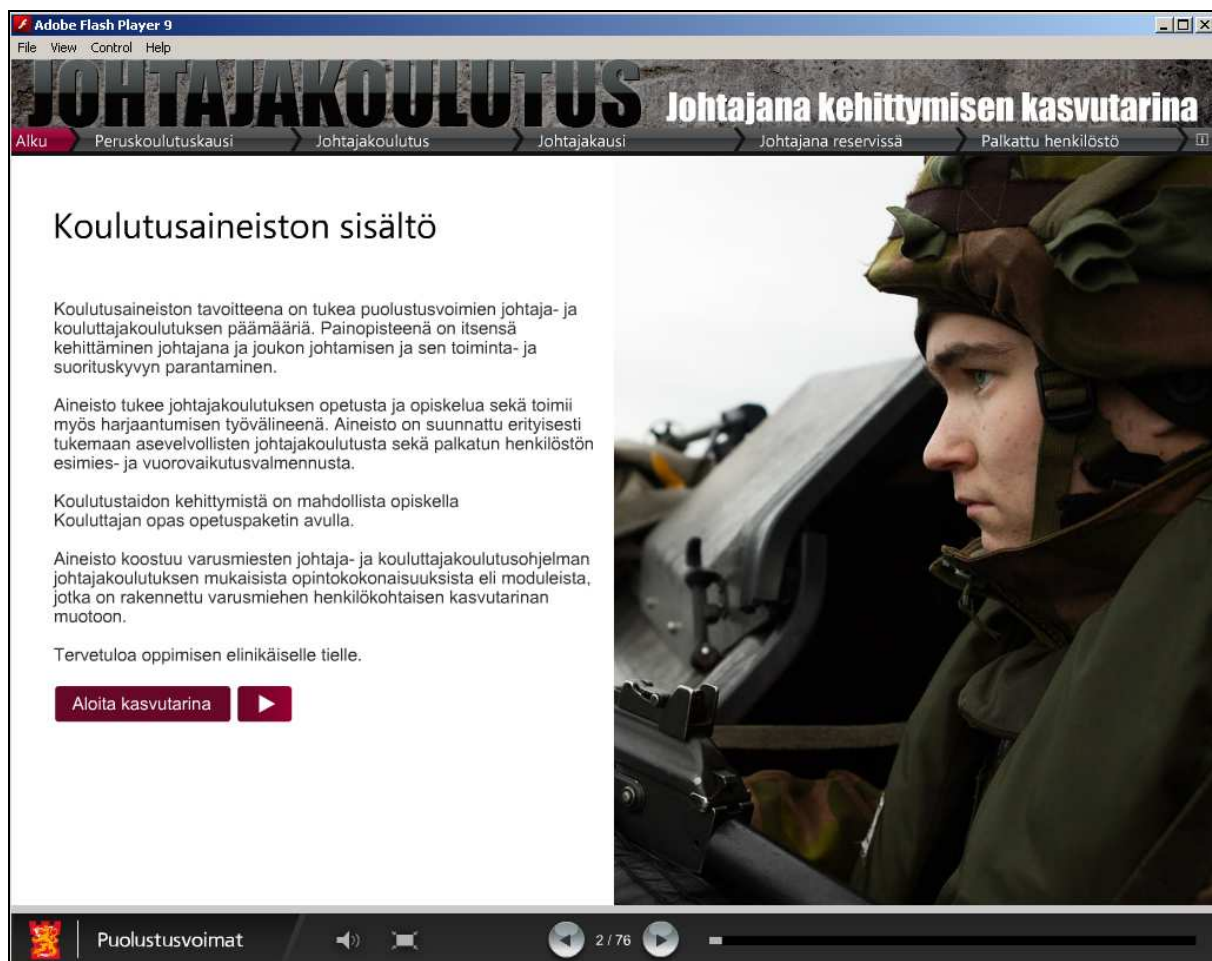 Adobe Flash Player 9
File View Control Help
JOHTAJAKOULUTUS
Johtajana kehittymisen kasvutarina
Alku Peruskoulutuskausi Johtajakoulutus Johtajakausi Johtajana reservissä Palkattu henkilöstö i
Koulutusaineiston sisältö
Koulutusaineiston tavoitteena on tukea puolustusvoimien johtaja- ja
kouluttajakoulutuksen päämääriä. Painopisteenä on itsensä
kehittäminen johtajana ja joukon johtamisen ja sen toiminta- ja
suorituskyvyn parantaminen.
Aineisto tukee johtajakoulutuksen opetusta ja opiskelua sekä toimii
myös harjaantumisen työvälineenä. Aineisto on suunnattu erityisesti
tukemaan asevelvollisten johtajakoulutusta sekä palkatun henkilöstön
esimies- ja vuorovaikutusvalmennusta.
Koulutustaidon kehittymistä on mahdollista opiskella
Kouluttajan opas opetuspaketin avulla.
Aineisto koostuu varusmiesten johtaja- ja kouluttajakoulutusohjelman
johtajakoulutuksen mukaisista opintokokonaisuuksista eli moduleista,
jotka on rakennettu varusmiehen henkilökohtaisen kasvutarinan
muotoon.
Tervetuloa oppimisen elinikäiselle tielle.
Aloita kasvutarina
Puolustusvoimat
2 / 76